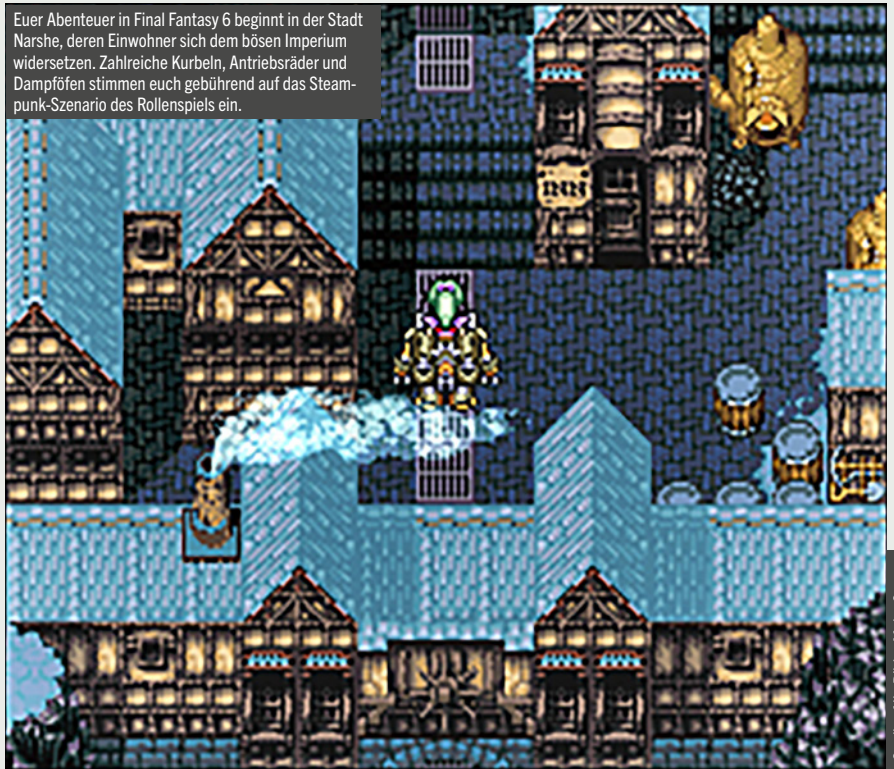 Euer Abenteuer in Final Fantasy 6 beginnt in der Stadt
Narshe, deren Einwohner sich dem bösen Imperium
widersetzen. Zahlreiche Kurbeln, Antriebsräder und
Dampföfen stimmen euch gebührend auf das Steam-
punk-Szenario des Rollenspiels ein.
INN